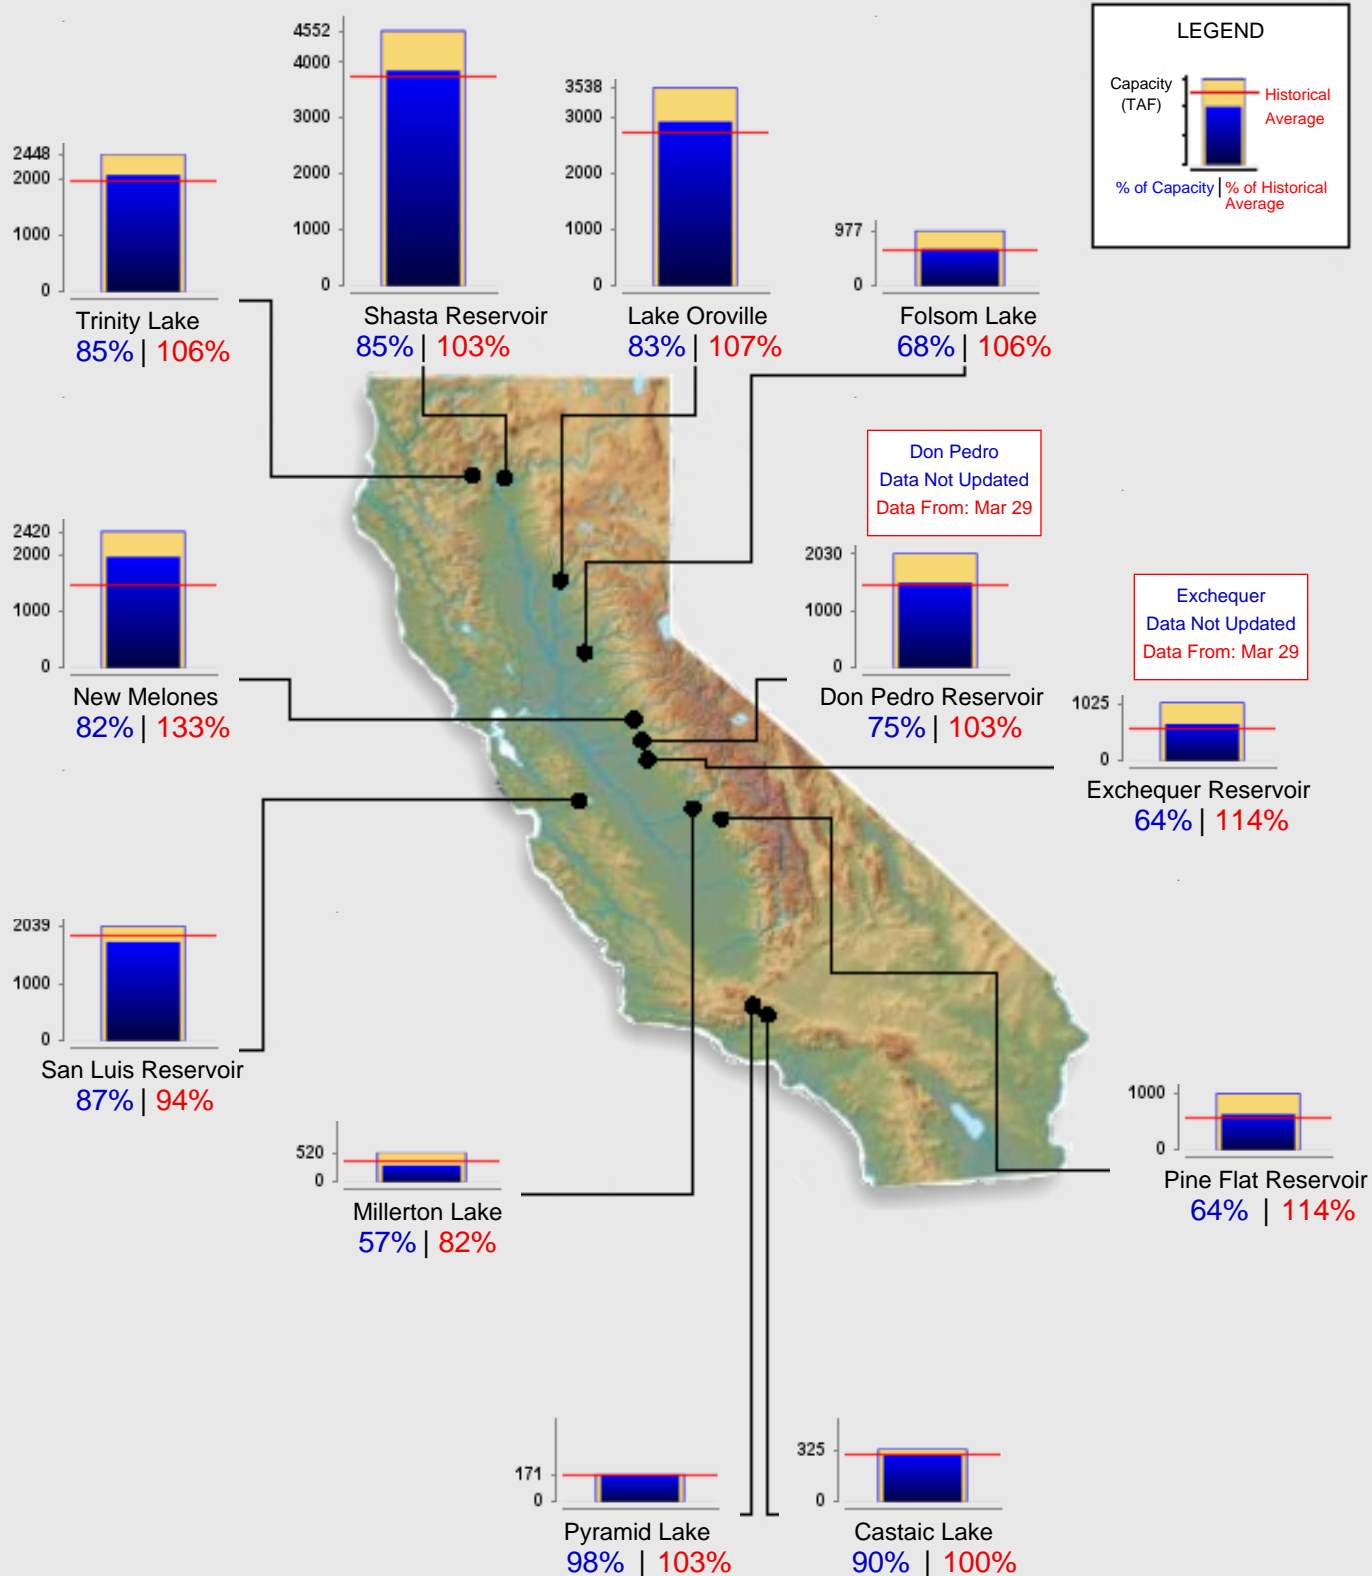 LEGEND
Capacity
(TAF)
Historical
Average
% of Capacity | % of Historical
Average
4552
4000
3000
2000
1000
0
Shasta Reservoir
85% | 103%
3538
3000
2000
1000
0
Lake Oroville
83% | 107%
2448
2000
1000
0
Trinity Lake
85% | 106%
977
0
Folsom Lake
68% | 106%
Don Pedro
Data Not Updated
Data From: Mar 29
2420
2000
1000
0
New Melones
82% | 133%
2030
1000
0
Don Pedro Reservoir
75% | 103%
Exchequer
Data Not Updated
Data From: Mar 29
1025
0
Exchequer Reservoir
64% | 114%
2039
1000
0
San Luis Reservoir
87% | 94%
520
0
Millerton Lake
57% | 82%
1000
0
Pine Flat Reservoir
64% | 114%
171
0
Pyramid Lake
98% | 103%
325
0
Castaic Lake
90% | 100%